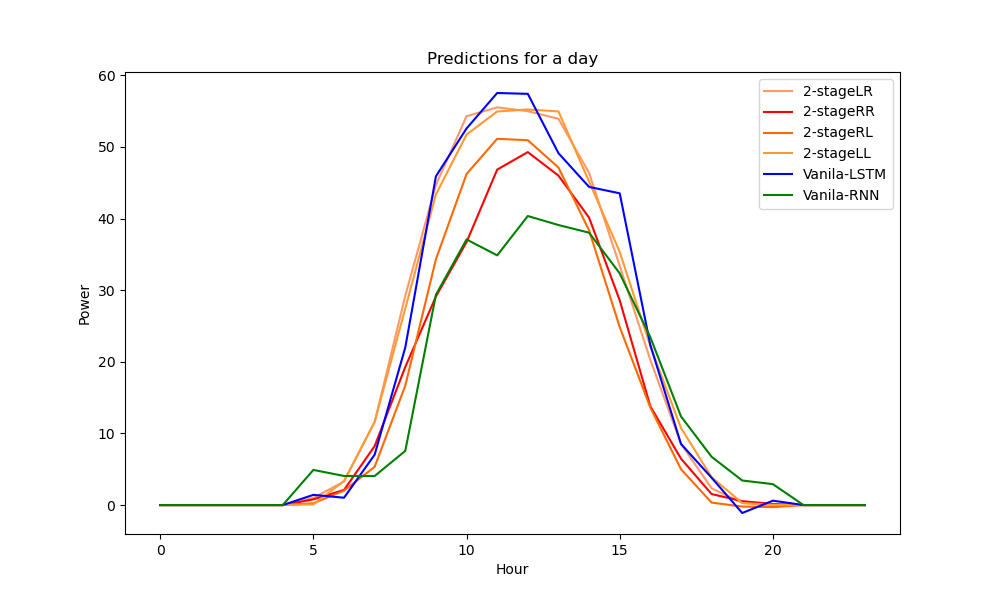 Predictions for a day
60
50
40
30
20
10
0
Power
0 5 10 15 20
Hour
2-stageLR
2-stageRR
2-stageRL
2-stageLL
Vanila-LSTM
Vanila-RNN